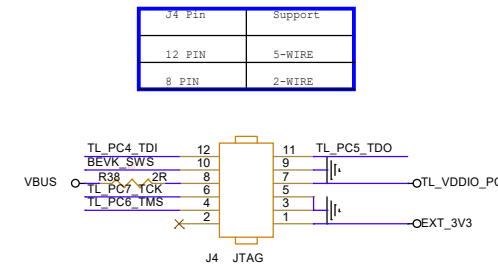 J4 Pin Support
12 PIN 5-WIRE
8 PIN 2-WIRE
TL_PC4_TDI 12 11 TL_PC5_TDO
BEVK_SWS 10 9
VBUS R38 2R 8 7 TL_VDDIO_PC
TL_PC7_TCK 6 5
TL_PC6_TMS 4 3
2 1 EXT_3V3
J4 JTAG